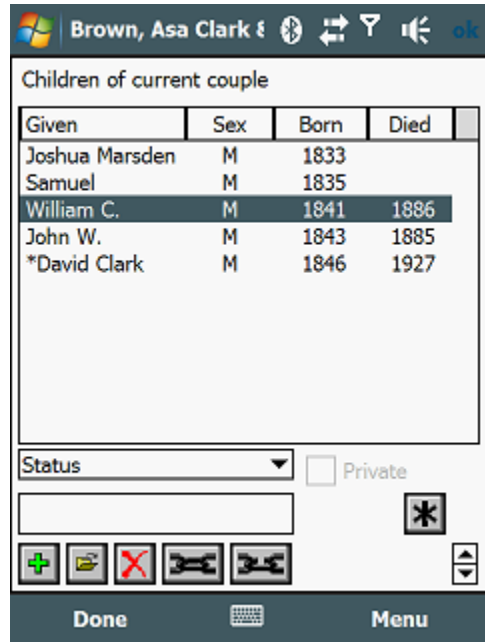 Brown, Asa Clark & ok
Children of current couple
Given Sex Born Died
Joshua Marsden M 1833
Samuel M 1835
William C. M 1841 1886
John W. M 1843 1885
*David Clark M 1846 1927
Status Private
Done Menu